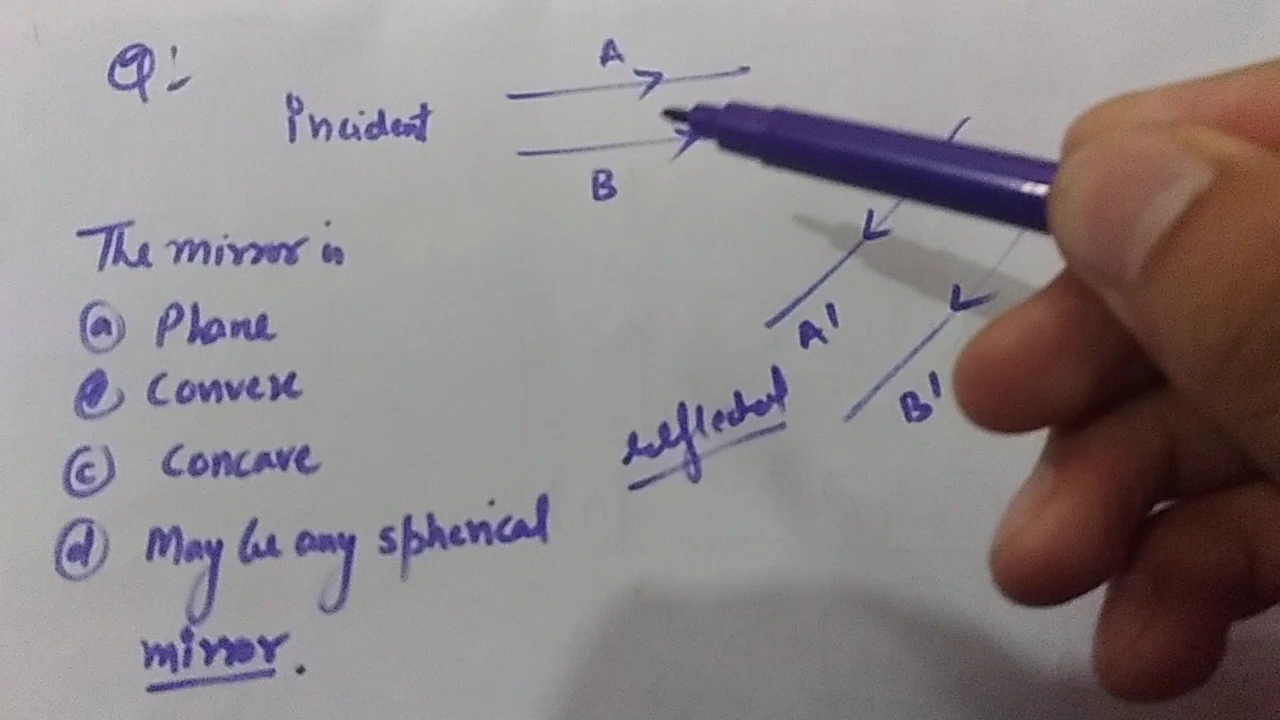 Q:-
A
incident
B
The mirror is
(a) Plane
Convex
(c) Concave
A'
B'
reflected
(d) May be any spherical
mirror.